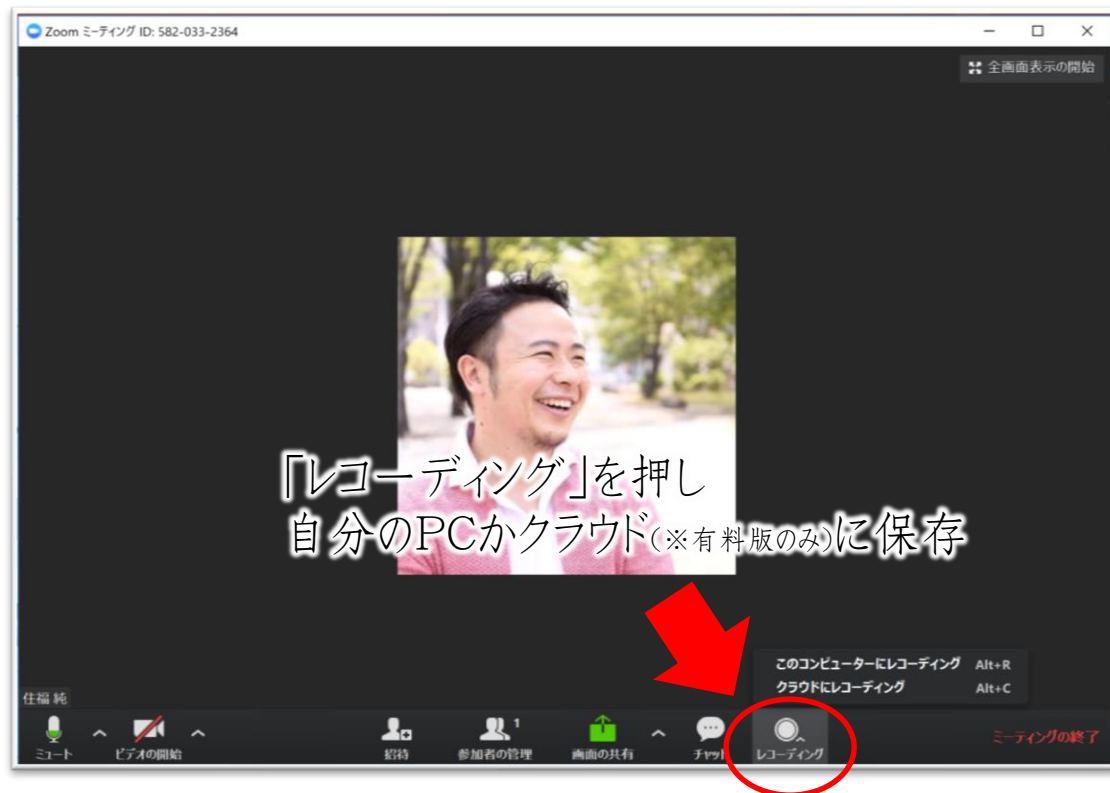 Zoom ミーティング ID: 582-033-2364
全画面表示の開始
「レコーディング」を押し
自分のPCかクラウド(※有料版のみ)に保存
このコンピューターにレコーディング Alt+R
クラウドにレコーディング Alt+C
住福 純
1
ミュート ビデオの開始 招待 参加者の管理 画面の共有 チャット レコーディング ミーティングの終了